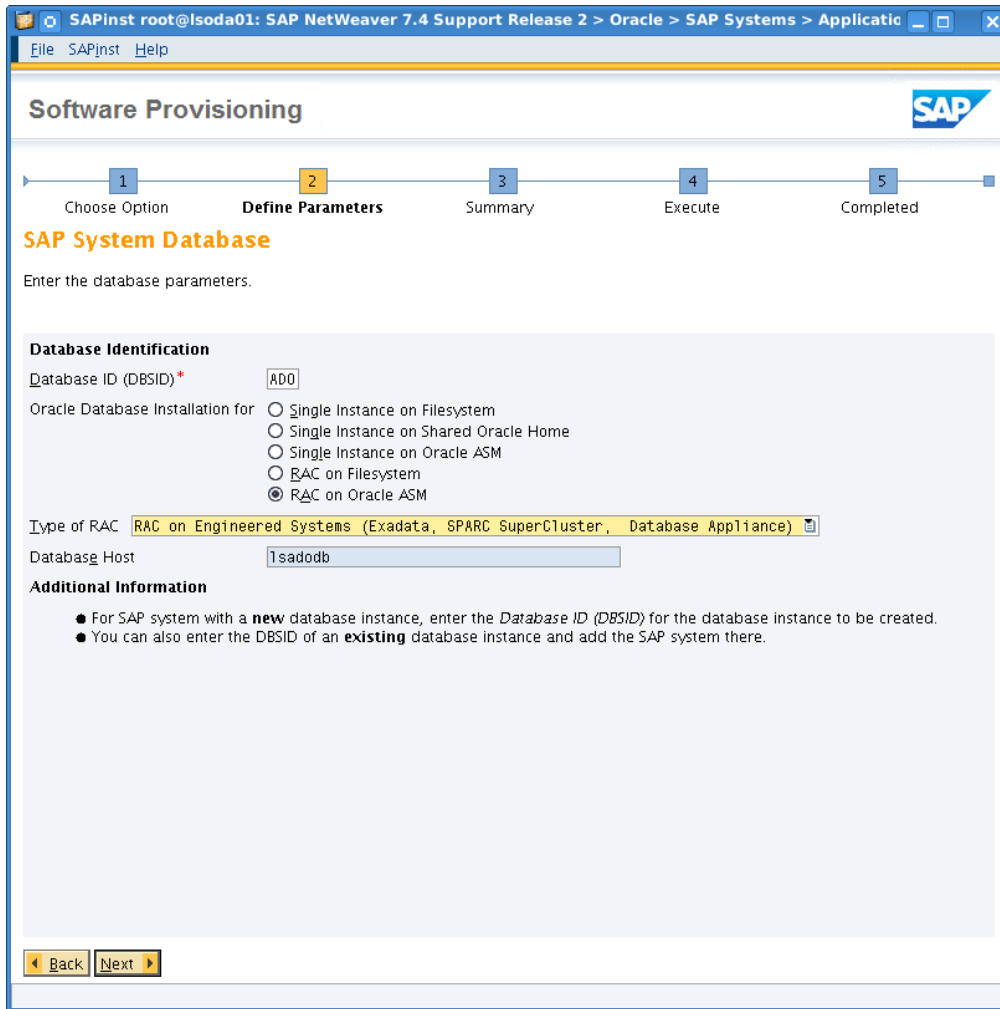 SAPinst root@lsoda01: SAP NetWeaver 7.4 Support Release 2 > Oracle > SAP Systems > Applicatio
File SAPinst Help
Software Provisioning
SAP
1 2 3 4 5
Choose Option Define Parameters Summary Execute Completed
SAP System Database
Enter the database parameters.
Database Identification
Database ID (DBSID)* ADO
Oracle Database Installation for Single Instance on Filesystem
Single Instance on Shared Oracle Home
Single Instance on Oracle ASM
RAC on Filesystem
RAC on Oracle ASM
Type of RAC RAC on Engineered Systems (Exadata, SPARC SuperCluster, Database Appliance)
Database Host lsadodb
Additional Information
● For SAP system with a new database instance, enter the Database ID (DBSID) for the database instance to be created.
● You can also enter the DBSID of an existing database instance and add the SAP system there.
Back Next